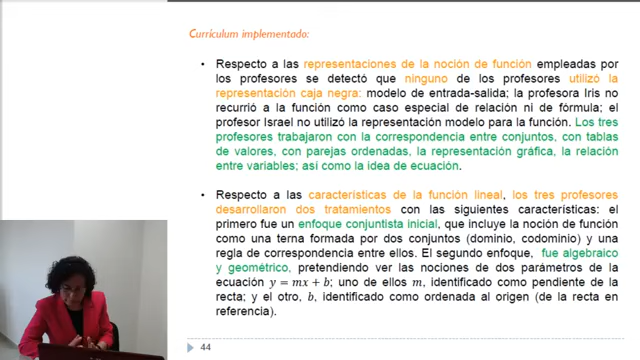 Currículum implementado:
• Respecto a las representaciones de la noción de función empleadas por
los profesores se detectó que ninguno de los profesores utilizó la
representación caja negra: modelo de entrada-salida; la profesora Iris no
recurrió a la función como caso especial de relación ni de fórmula; el
profesor Israel no utilizó la representación modelo para la función. Los tres
profesores trabajaron con la correspondencia entre conjuntos, con tablas
de valores, con parejas ordenadas, la representación gráfica, la relación
entre variables; así como la idea de ecuación.
• Respecto a las características de la función lineal, los tres profesores
desarrollaron dos tratamientos con las siguientes características: el
primero fue un enfoque conjuntista inicial, que incluye la noción de función
como una terna formada por dos conjuntos (dominio, codominio) y una
regla de correspondencia entre ellos. El segundo enfoque, fue algebraico
y geométrico, pretendiendo ver las nociones de dos parámetros de la
ecuación y = mx + b; uno de ellos m, identificado como pendiente de la
recta; y el otro, b, identificado como ordenada al origen (de la recta en
referencia).
44